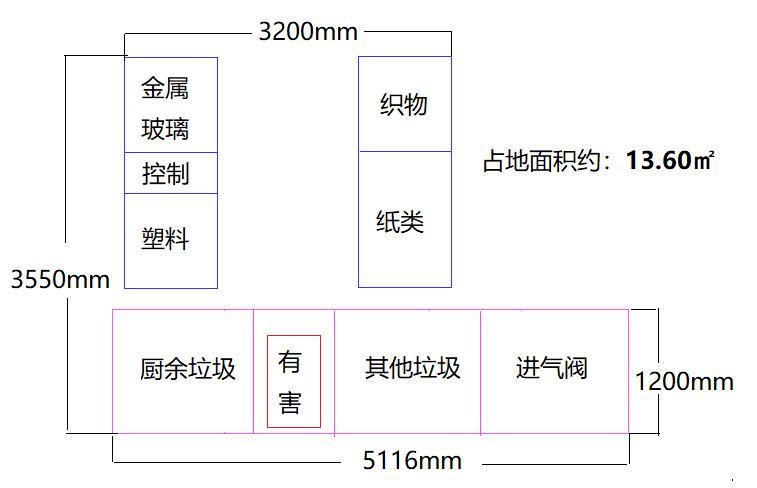 3200mm
金属
玻璃
织物
占地面积约：13.60㎡
控制
塑料
纸类
3550mm
厨余垃圾
有
害
其他垃圾
进气阀
1200mm
5116mm